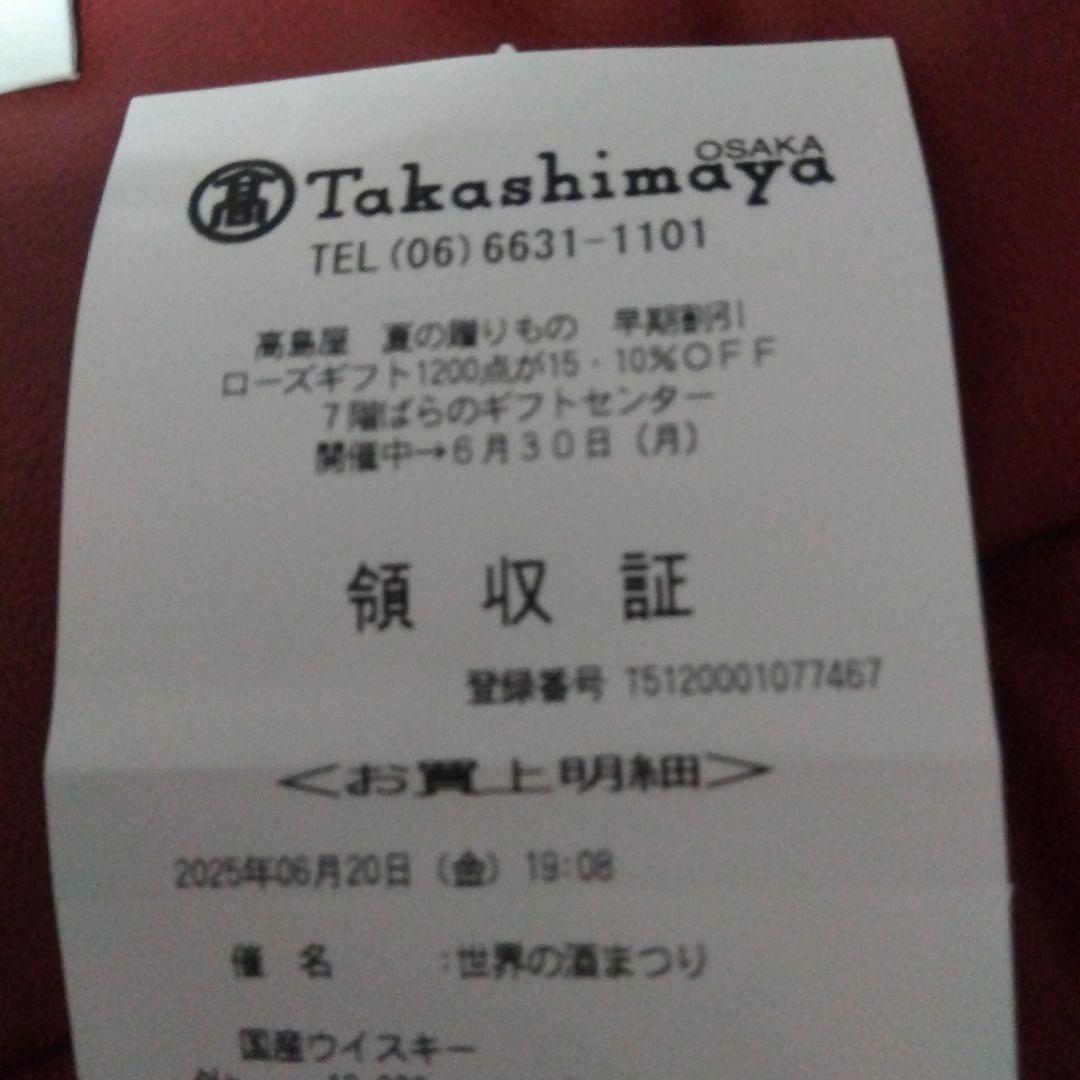 髙 Takashimaya OSAKA
TEL (06) 6631-1101
高島屋 夏の贈りもの 早期割引
ローズギフト1200点が15・10%OFF
7階ばらのギフトセンター
開催中→6月30日(月)
領 収 証
登録番号 T5120001077467
<お買上明細>
2025年06月20日(金) 19:08
催 名 :世界の酒まつり
国産ウイスキー